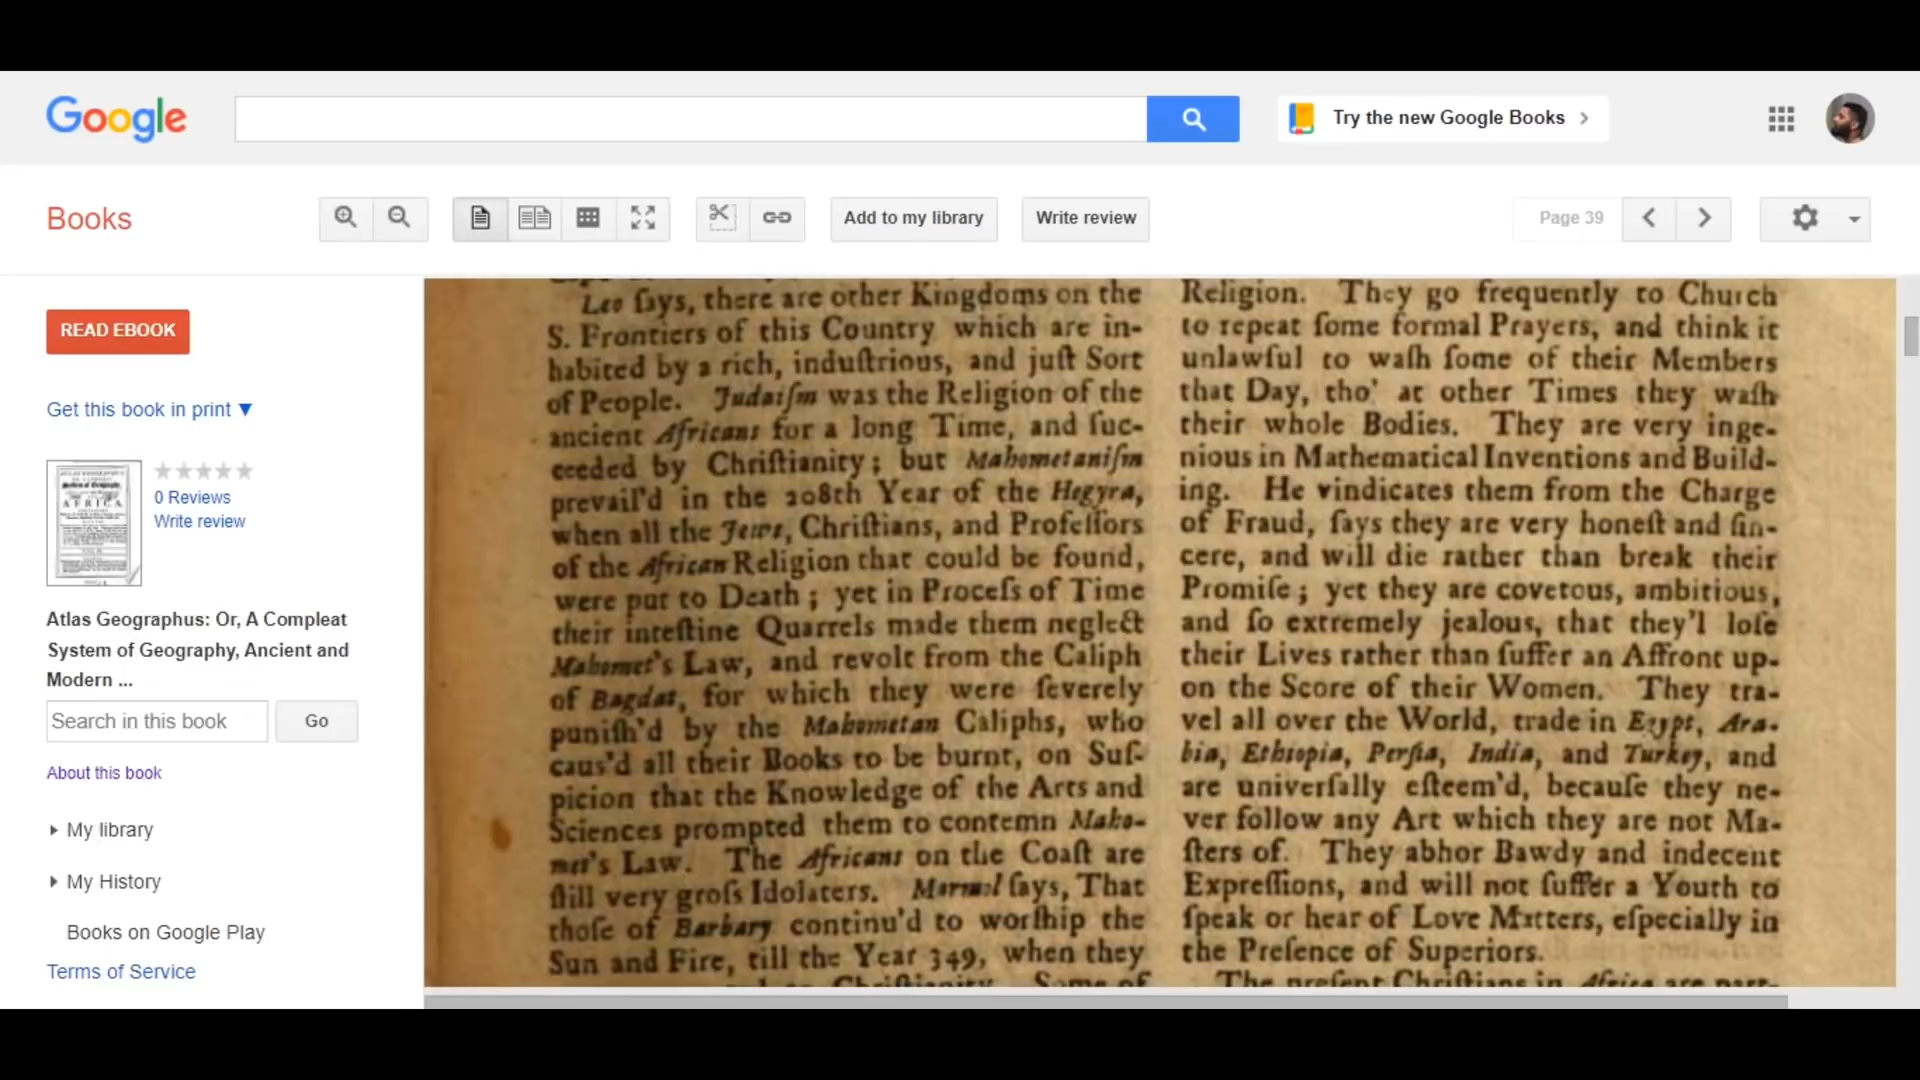 Google
Try the new Google Books
Books
Add to my library
Write review
Page 39
READ EBOOK
Get this book in print ▼
0 Reviews
Write review
Atlas Geographus: Or, A Compleat
System of Geography, Ancient and
Modern ...
Search in this book
Go
About this book
My library
My History
Books on Google Play
Terms of Service
Leo ſays, there are other Kingdoms on the
S. Frontiers of this Country which are in-
habited by a rich, induſtrious, and juſt Sort
of People. Judaiſm was the Religion of the
ancient Africans for a long Time, and ſuc-
ceeded by Chriſtianity; but Mahometaniſm
prevail'd in the 208th Year of the Hegyra,
when all the Jews, Chriſtians, and Profeſſors
of the African Religion that could be found,
were put to Death; yet in Proceſs of Time
their inteſtine Quarrels made them neglect
Mahomet's Law, and revolt from the Caliph
of Bagdat, for which they were ſeverely
puniſh'd by the Mahometan Caliphs, who
caus'd all their Books to be burnt, on Suſ-
picion that the Knowledge of the Arts and
Sciences prompted them to contemn Maho-
met's Law. The Africans on the Coaſt are
ſtill very groſs Idolaters. Marmol ſays, That
thoſe of Barbary continu'd to worſhip the
Sun and Fire, till the Year 349, when they
Chriſtianity. Some of
Religion. They go frequently to Church
to repeat ſome formal Prayers, and think it
unlawful to waſh ſome of their Members
that Day, tho' at other Times they waſh
their whole Bodies. They are very inge-
nious in Mathematical Inventions and Build-
ing. He vindicates them from the Charge
of Fraud, ſays they are very honeſt and ſin-
cere, and will die rather than break their
Promiſe; yet they are covetous, ambitious,
and ſo extremely jealous, that they'l loſe
their Lives rather than ſuffer an Affront up-
on the Score of their Women. They tra-
vel all over the World, trade in Egypt, Ara-
bia, Ethiopia, Perſia, India, and Turkey, and
are univerſally eſteem'd, becauſe they ne-
ver follow any Art which they are not Ma-
ſters of. They abhor Bawdy and indecent
Expreſſions, and will not ſuffer a Youth to
ſpeak or hear of Love Matters, eſpecially in
the Preſence of Superiors.
The preſent Chriſtians in Africa are part-